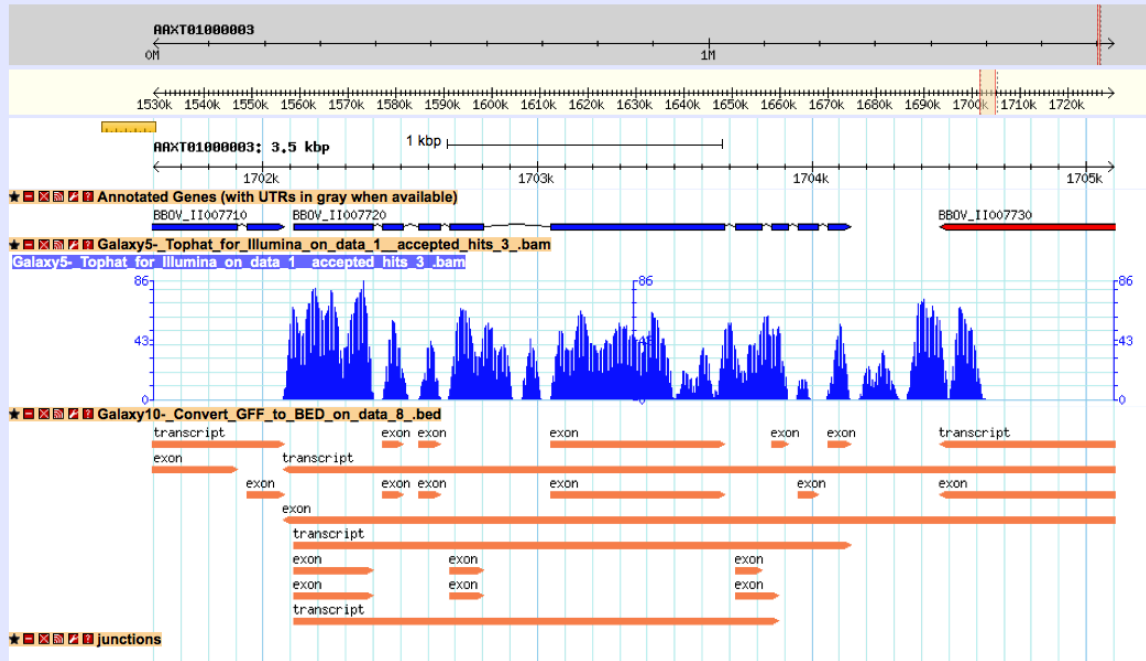 AAXT01000003
0M 1M
1530k 1540k 1550k 1560k 1570k 1580k 1590k 1600k 1610k 1620k 1630k 1640k 1650k 1660k 1670k 1680k 1690k 1700k 1710k 1720k
1 kbp
AAXT01000003: 3.5 kbp
1702k 1703k 1704k 1705k
Annotated Genes (with UTRs in gray when available)
BBOV_II007710 BBOV_II007720 BBOV_II007730
Galaxy5-_Tophat_for_Illumina_on_data_1__accepted_hits_3_.bam
Galaxy5-_Tophat_for_Illumina_on_data_1__accepted_hits_3_.bam
86 86 86
43 43 43
0 0 0
Galaxy10-_Convert_GFF_to_BED_on_data_8_.bed
transcript exon exon exon exon exon transcript
exon transcript
exon exon exon exon exon exon
exon
transcript
exon exon exon
exon exon exon
transcript
junctions